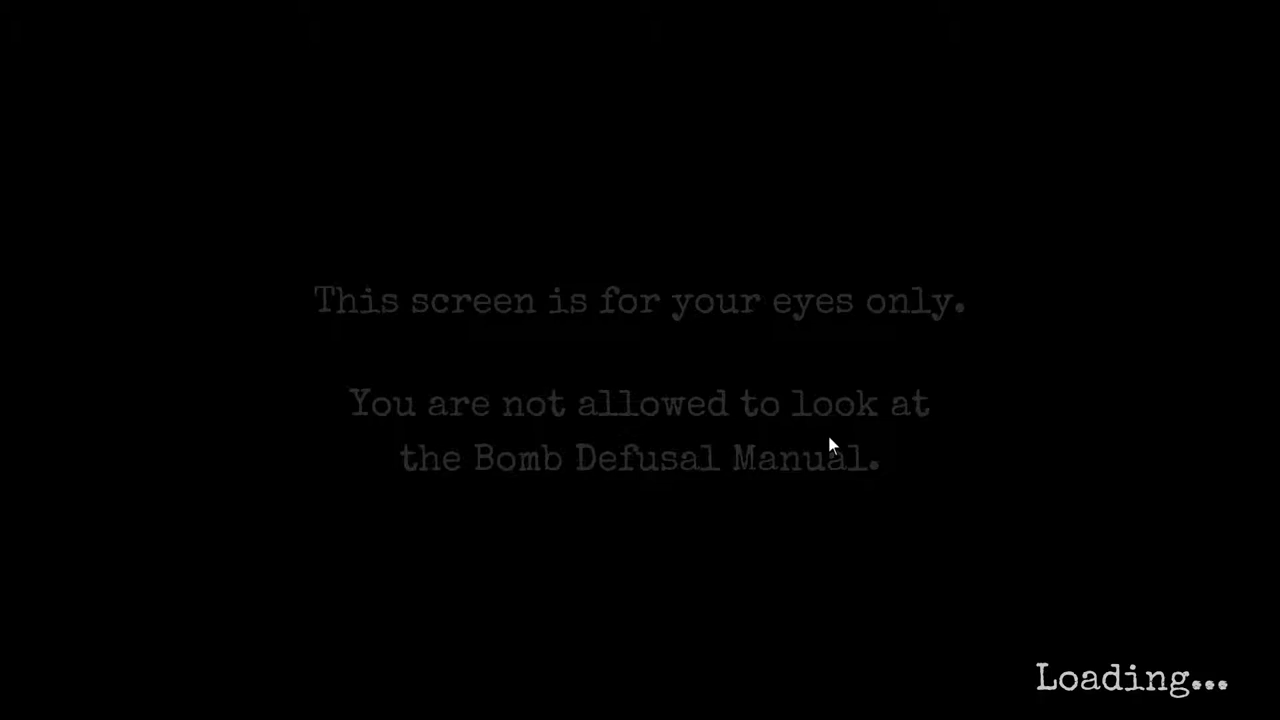 This screen is for your eyes only.
You are not allowed to look at
the Bomb Defusal Manual.
Loading...